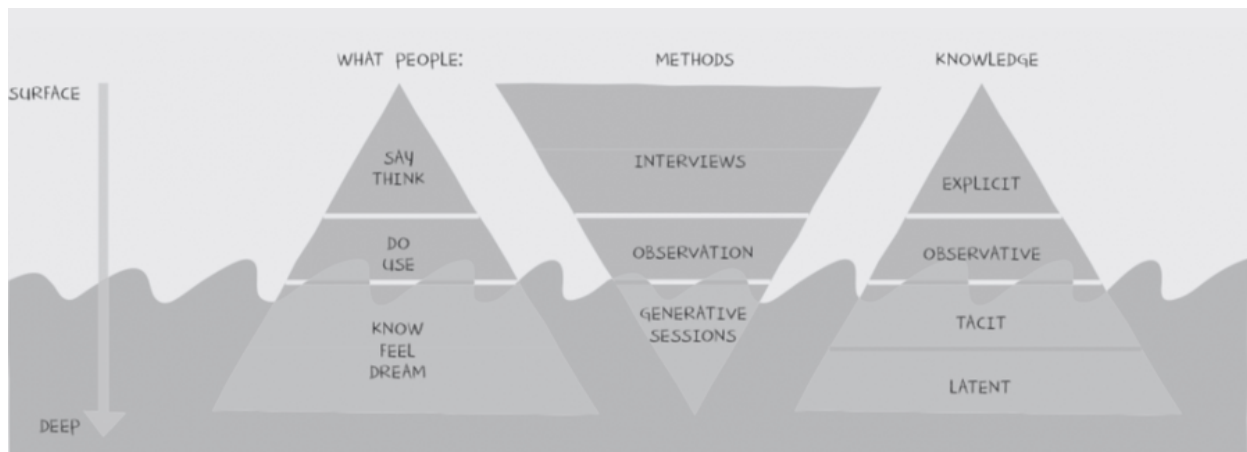 WHAT PEOPLE:
METHODS
KNOWLEDGE
SURFACE
SAY
THINK
INTERVIEWS
EXPLICIT
DO
USE
OBSERVATION
OBSERVATIVE
KNOW
FEEL
DREAM
GENERATIVE
SESSIONS
TACIT
LATENT
DEEP